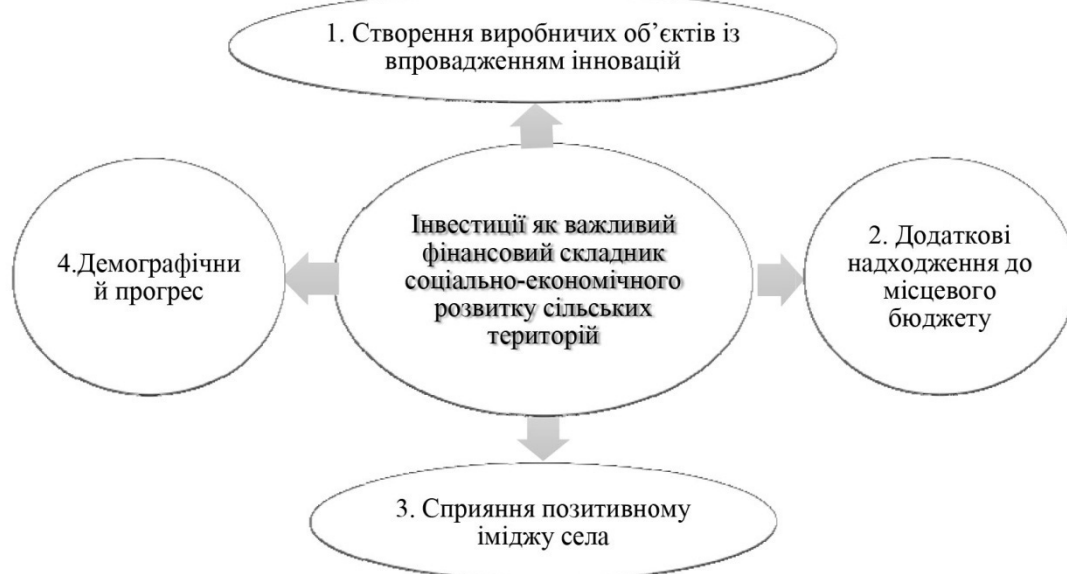 1. Створення виробничих об’єктів із
впровадженням інновацій
Інвестиції як важливий
фінансовий складник
соціально-економічного
розвитку сільських
територій
2. Додаткові
надходження до
місцевого
бюджету
3. Сприяння позитивному
іміджу села
4.Демографічни
й прогрес